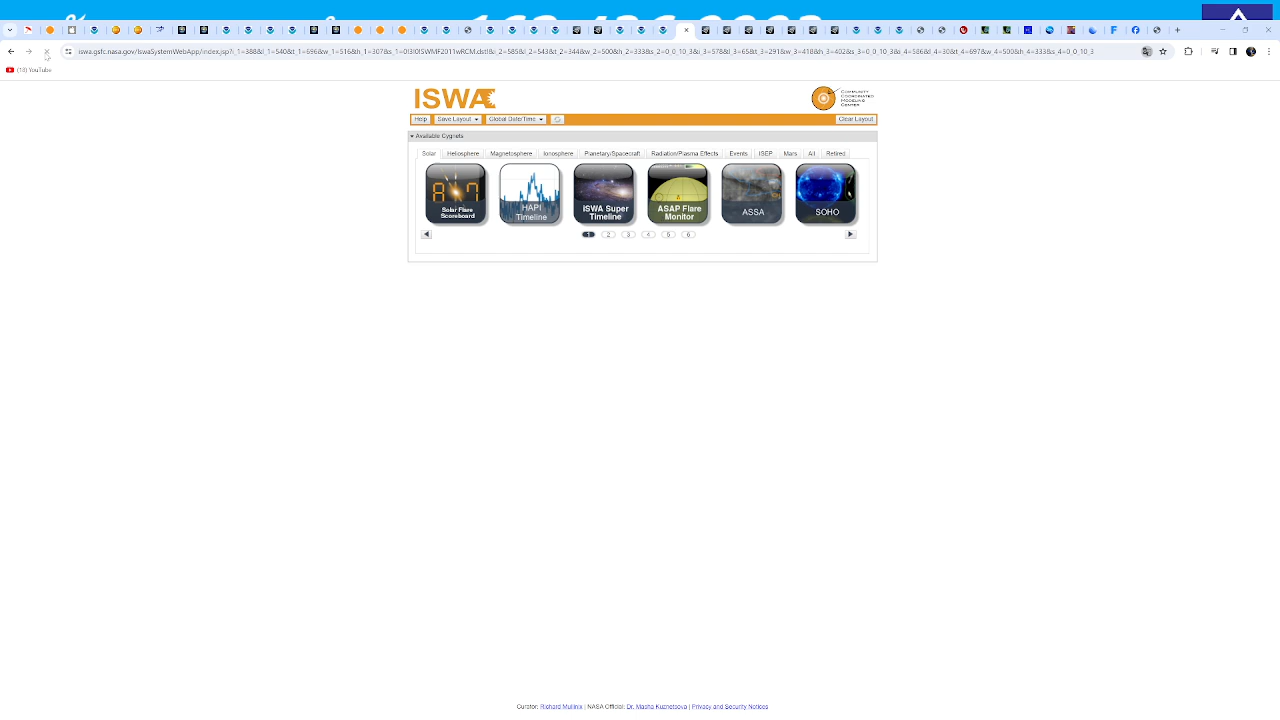 iswa.gsfc.nasa.gov/IswaSystemWebApp/index.jsp?i_1=388&l_1=540&t_1=696&w_1=516&h_1=307&s_1=0!3!0!SWMF2011wRCM.dst!!&i_2=585&l_2=543&t_2=344&w_2=500&h_2=333&s_2=0_0_10_3&i_3=578&l_3=65&t_3=291&w_3=418&h_3=402&s_3=0_0_10_3&i_4=586&l_4=30&t_4=697&w_4=500&h_4=333&s_4=0_0_10_3
(18) YouTube
ISWA
COMMUNITY
COORDINATED
MODELING
CENTER
Help Save Layout Global Date/Time Clear Layout
Available Cygnets
Solar Heliosphere Magnetosphere Ionosphere Planetary/Spacecraft Radiation/Plasma Effects Events ISEP Mars All Retired
Solar Flare Scoreboard
HAPI Timeline
iSWA Super Timeline
ASAP Flare Monitor
ASSA
SOHO
1 2 3 4 5 6
Curator: Richard Mullinix | NASA Official: Dr. Masha Kuznetsova | Privacy and Security Notices